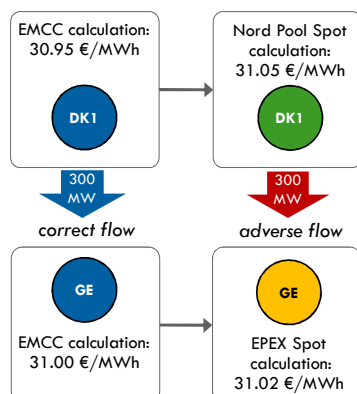 EMCC calculation:
30.95 €/MWh
DK1
Nord Pool Spot
calculation:
31.05 €/MWh
DK1
300
MW
correct flow
300
MW
adverse flow
GE
EMCC calculation:
31.00 €/MWh
GE
EPEX Spot
calculation:
31.02 €/MWh